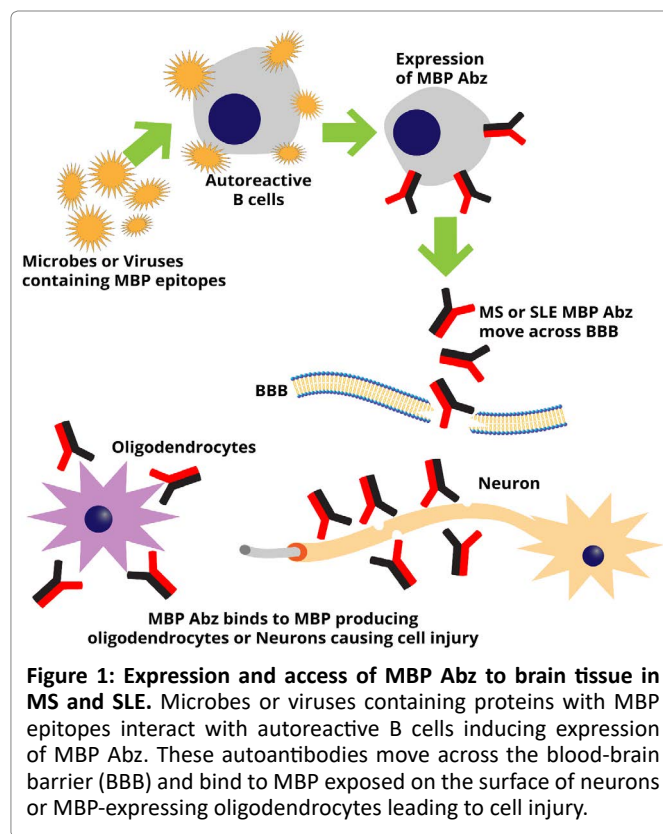 Expression
of MBP Abz
Autoreactive
B cells
Microbes or Viruses
containing MBP epitopes
MS or SLE MBP Abz
move across BBB
BBB
Oligodendrocytes
Neuron
MBP Abz binds to MBP producing
oligodendrocytes or Neurons causing cell injury
Figure 1: Expression and access of MBP Abz to brain tissue in
MS and SLE. Microbes or viruses containing proteins with MBP
epitopes interact with autoreactive B cells inducing expression
of MBP Abz. These autoantibodies move across the blood-brain
barrier (BBB) and bind to MBP exposed on the surface of neurons
or MBP-expressing oligodendrocytes leading to cell injury.